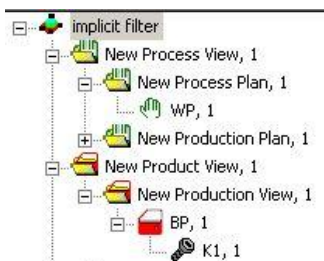 implicit filter
New Process View, 1
New Process Plan, 1
WP, 1
New Production Plan, 1
New Product View, 1
New Production View, 1
BP, 1
K1, 1